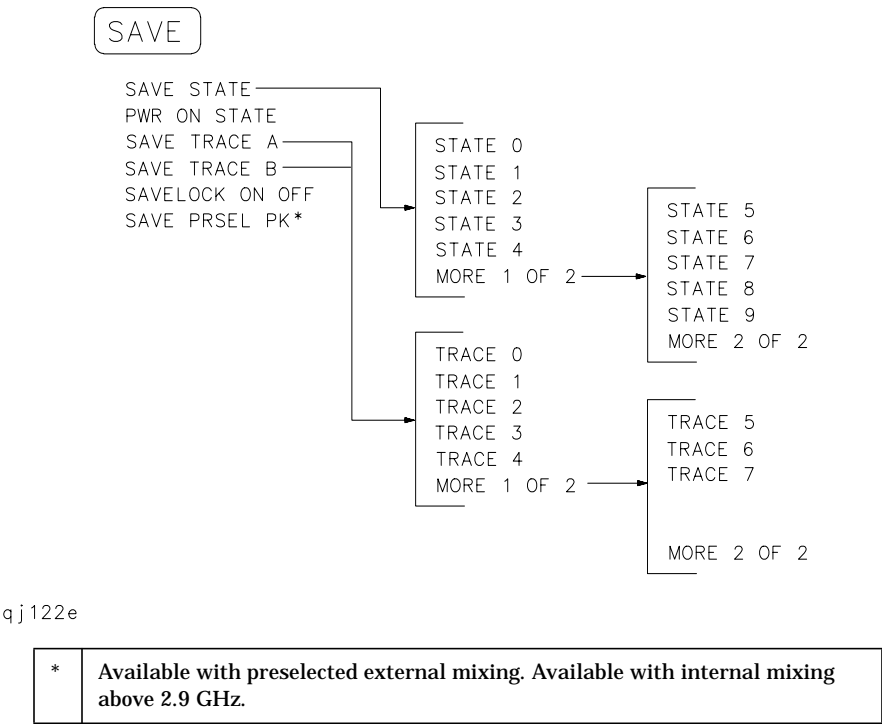 SAVE
SAVE STATE
PWR ON STATE
SAVE TRACE A
SAVE TRACE B
SAVELOCK ON OFF
SAVE PRSEL PK*
STATE 0
STATE 1
STATE 2
STATE 3
STATE 4
MORE 1 OF 2
STATE 5
STATE 6
STATE 7
STATE 8
STATE 9
MORE 2 OF 2
TRACE 0
TRACE 1
TRACE 2
TRACE 3
TRACE 4
MORE 1 OF 2
TRACE 5
TRACE 6
TRACE 7
MORE 2 OF 2
qj122e
* Available with preselected external mixing. Available with internal mixing
above 2.9 GHz.